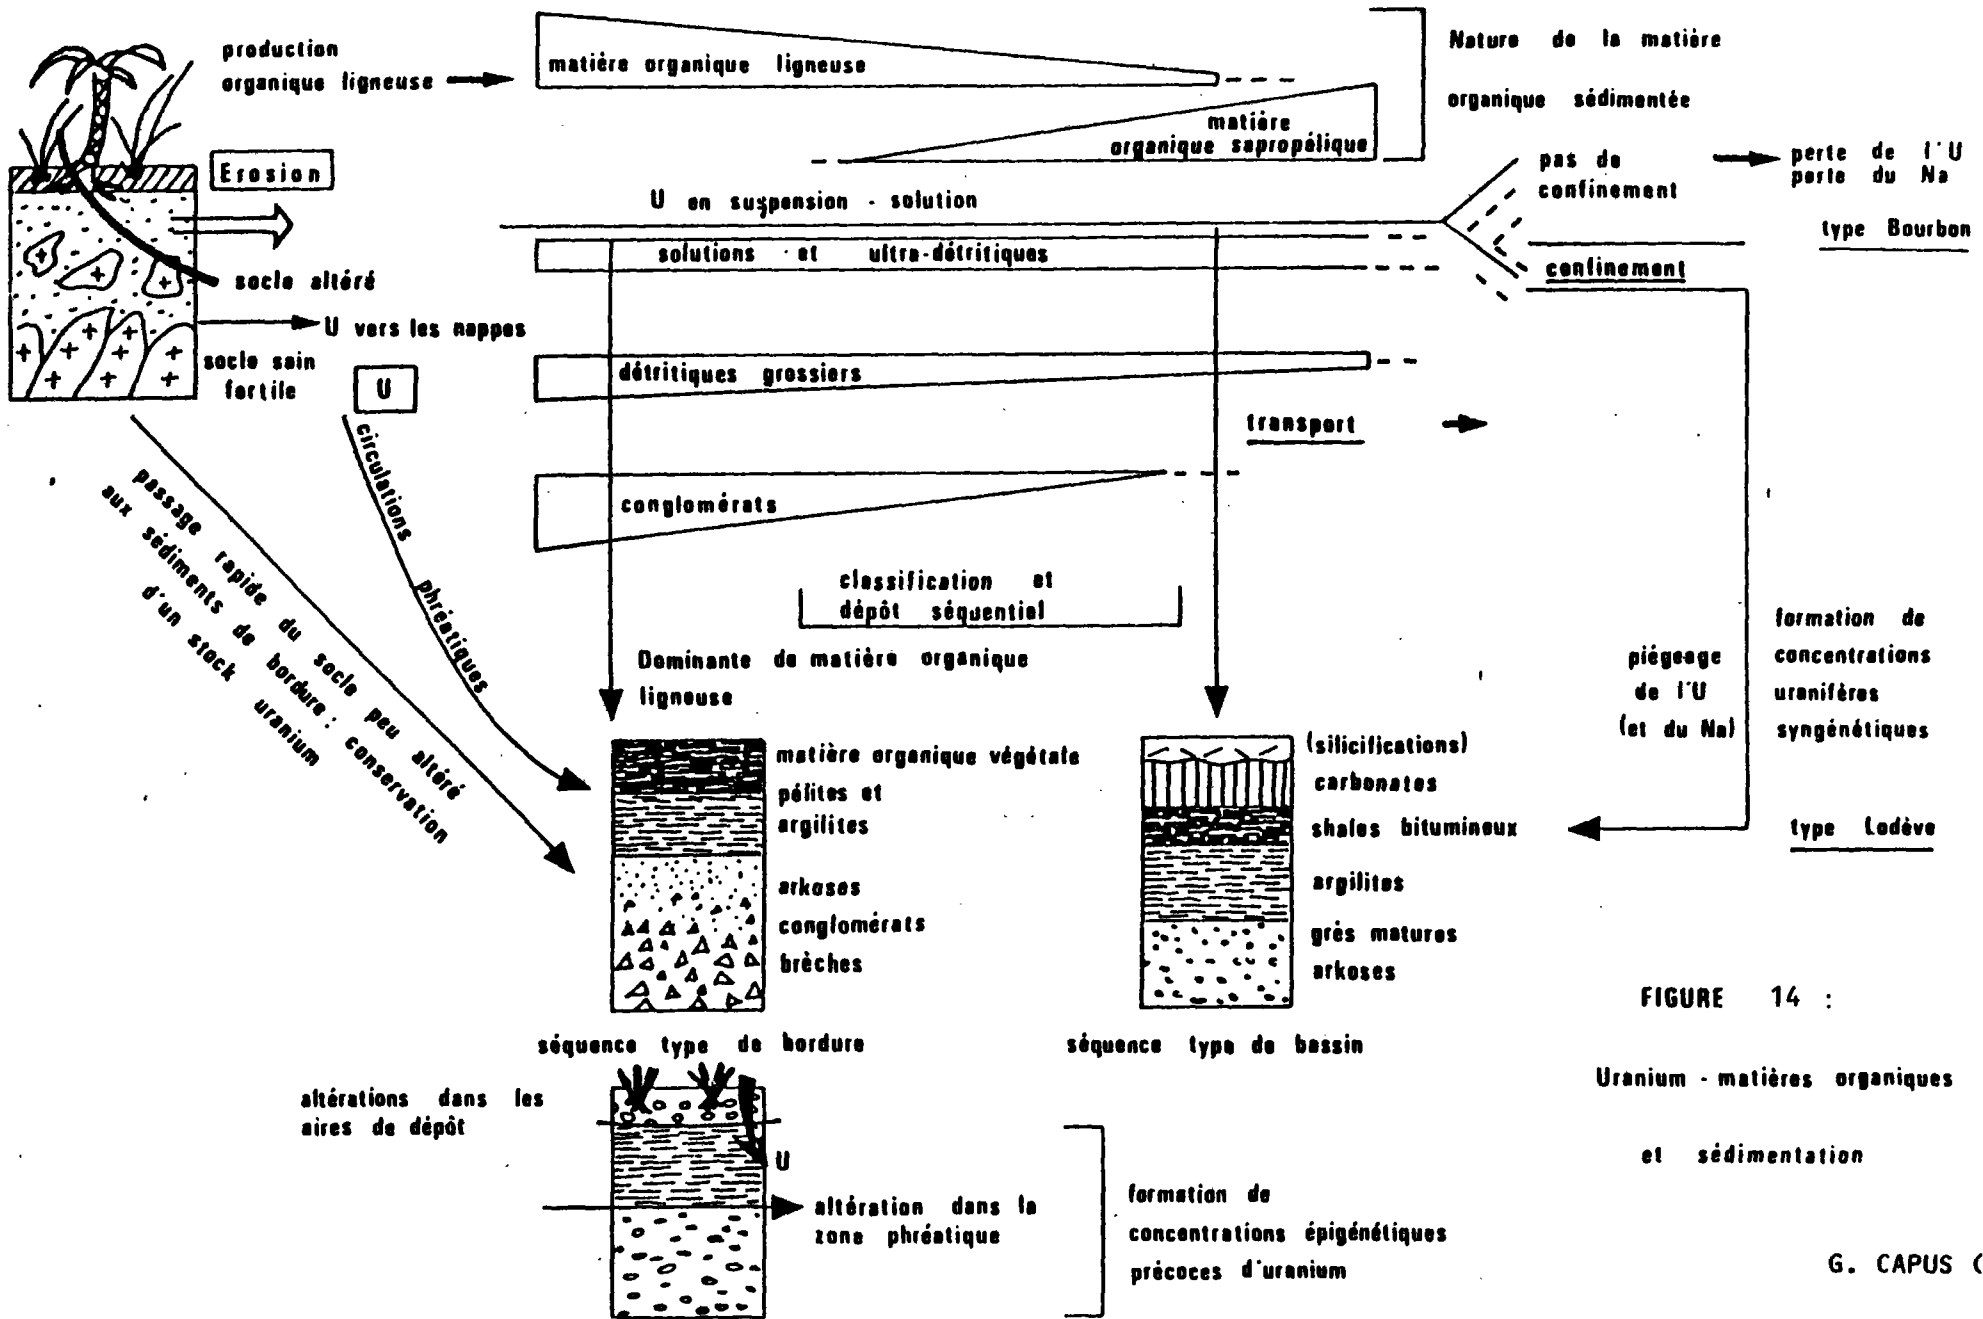 production
organique ligneuse
matière organique ligneuse
Nature de la matière
organique sédimentée
matière
organique sapropélique
Erosion
U en suspension - solution
pas de
confinement
perte de l'U
perte du Na
type Bourbon
solutions et ultra-détritiques
confinement
socle altéré
U vers les nappes
socle sain
fertile
U
détritiques grossiers
transport
circulations
phréatiques
passage rapide du socle peu altéré
aux sédiments de bordure : conservation
d'un stock uranium
conglomérats
classification et
dépôt séquentiel
Dominante de matière organique
ligneuse
piégeage
de l'U
(et du Na)
formation de
concentrations
uranifères
syngénétiques
matière organique végétale
pélites et
argilites
arkoses
conglomérats
brèches
séquence type de bordure
(silicifications)
carbonates
shales bitumineux
argilites
grès matures
arkoses
séquence type de bassin
type Lodève
altérations dans les
aires de dépôt
U
altération dans la
zone phréatique
formation de
concentrations épigénétiques
précoces d'uranium
FIGURE 14 :
Uranium - matières organiques
et sédimentation
G. CAPUS (